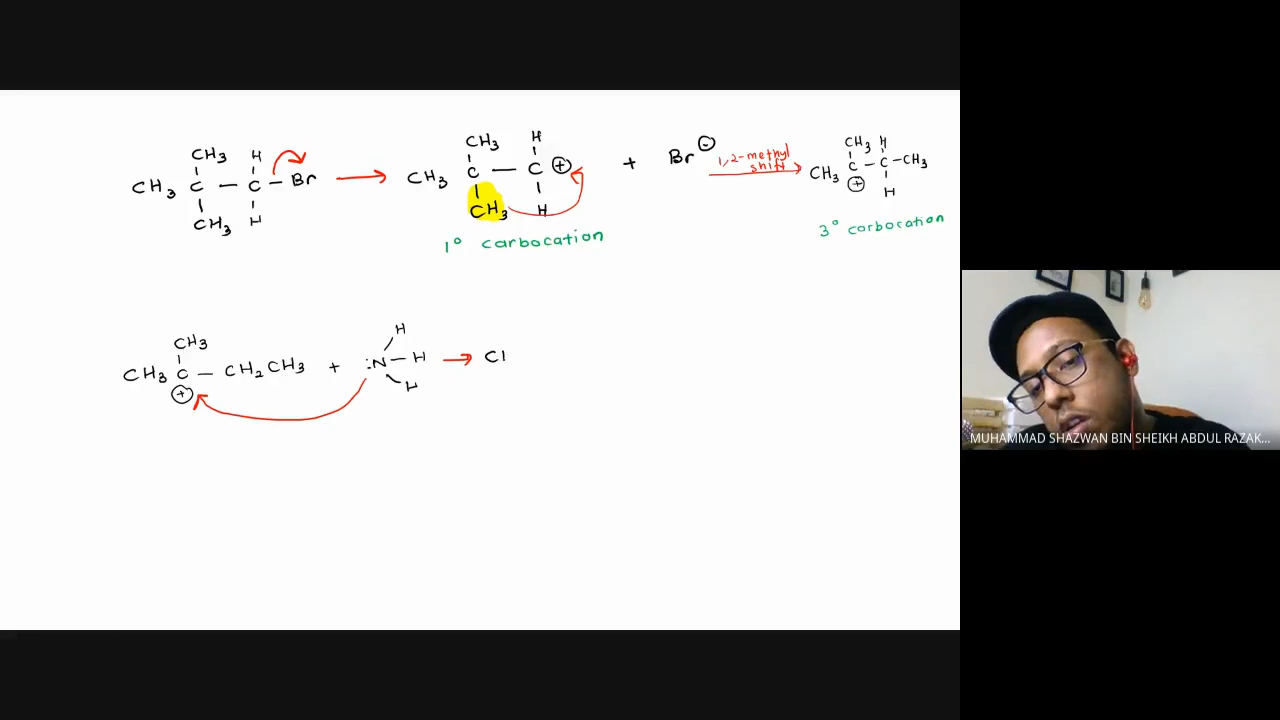 CH3 H
CH3 C — C — Br
CH3 H
CH3 H
CH3 C — C ⊕ + Br ⊖
CH3 H
1° carbocation
1,2-methyl
shift
CH3 H
CH3 C — C — CH3
⊕ H
3° carbocation
CH3 H
CH3 C — CH2CH3 + :N — H → Cl
⊕ H
MUHAMMAD SHAZWAN BIN SHEIKH ABDUL RAZAK...